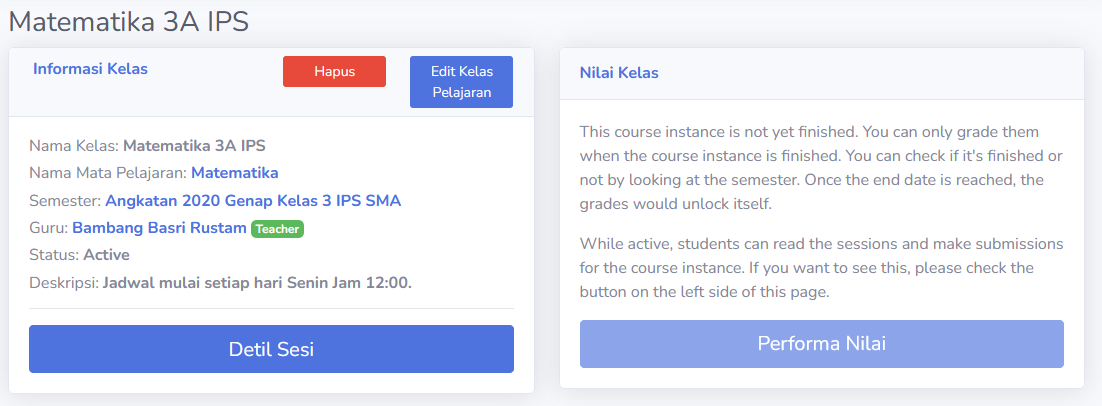 Matematika 3A IPS
Informasi Kelas
Hapus
Edit Kelas
Pelajaran
Nama Kelas: Matematika 3A IPS
Nama Mata Pelajaran: Matematika
Semester: Angkatan 2020 Genap Kelas 3 IPS SMA
Guru: Bambang Basri Rustam Teacher
Status: Active
Deskripsi: Jadwal mulai setiap hari Senin Jam 12:00.
Detil Sesi
Nilai Kelas
This course instance is not yet finished. You can only grade them
when the course instance is finished. You can check if it's finished or
not by looking at the semester. Once the end date is reached, the
grades would unlock itself.
While active, students can read the sessions and make submissions
for the course instance. If you want to see this, please check the
button on the left side of this page.
Performa Nilai